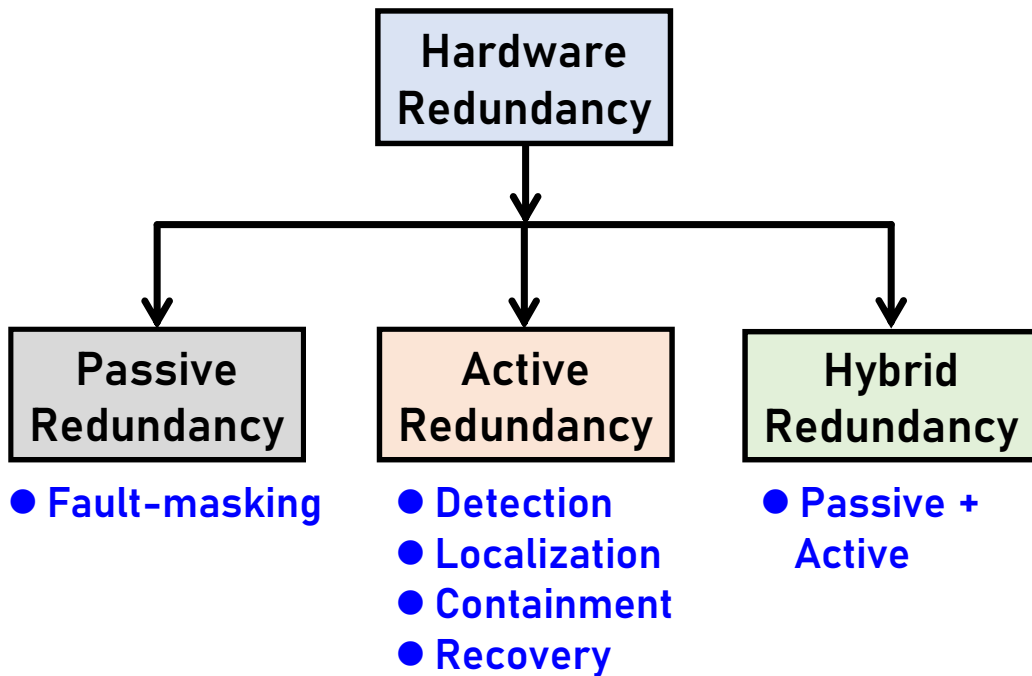 Hardware
Redundancy
Passive
Redundancy
Active
Redundancy
Hybrid
Redundancy
● Fault-masking
● Detection
● Localization
● Containment
● Recovery
● Passive +
Active